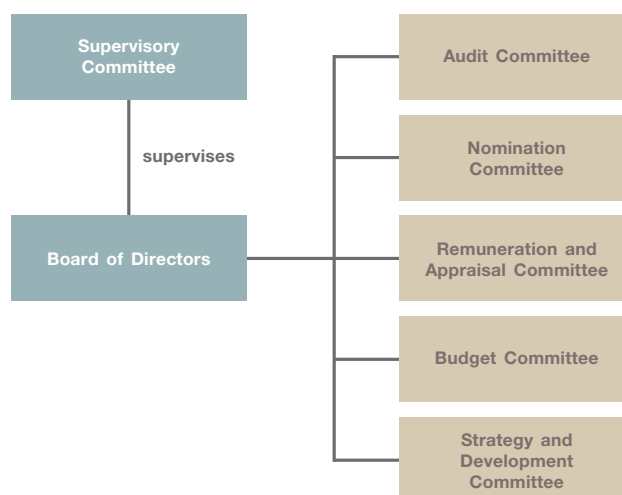 Supervisory
Committee
supervises
Board of Directors
Audit Committee
Nomination
Committee
Remuneration and
Appraisal Committee
Budget Committee
Strategy and
Development
Committee